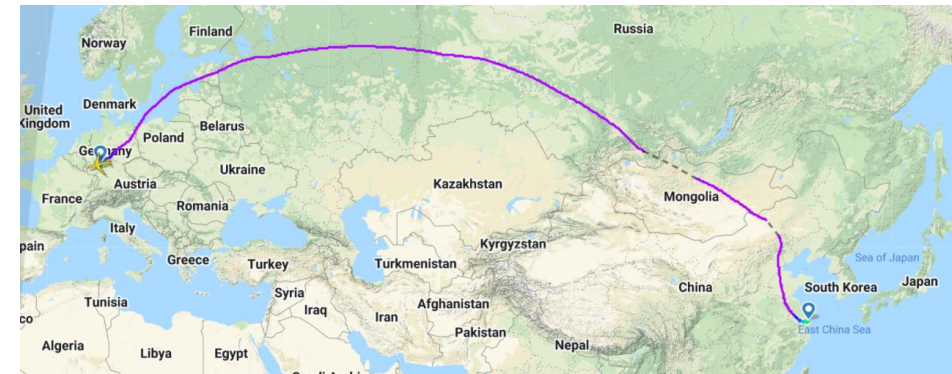 Finland
Norway
Russia
United
Kingdom
Denmark
Belarus
Poland
Germany
Ukraine
Austria
Kazakhstan
France
Mongolia
Romania
Italy
Kyrgyzstan
pain
Greece
Turkey
Turkmenistan
Sea of Japan
Japan
South Korea
China
Tunisia
Syria
Iraq
Iran
Afghanistan
co
Pakistan
East China Sea
Algeria
Libya
Egypt
Nepal